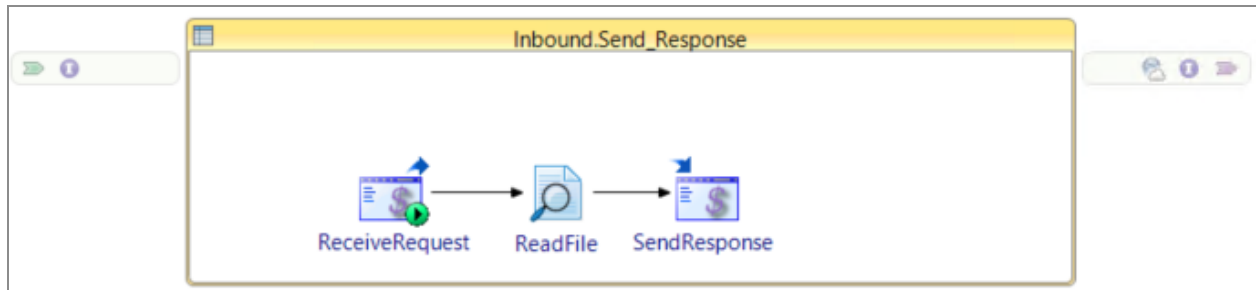 Inbound.Send_Response
ReceiveRequest
ReadFile
SendResponse